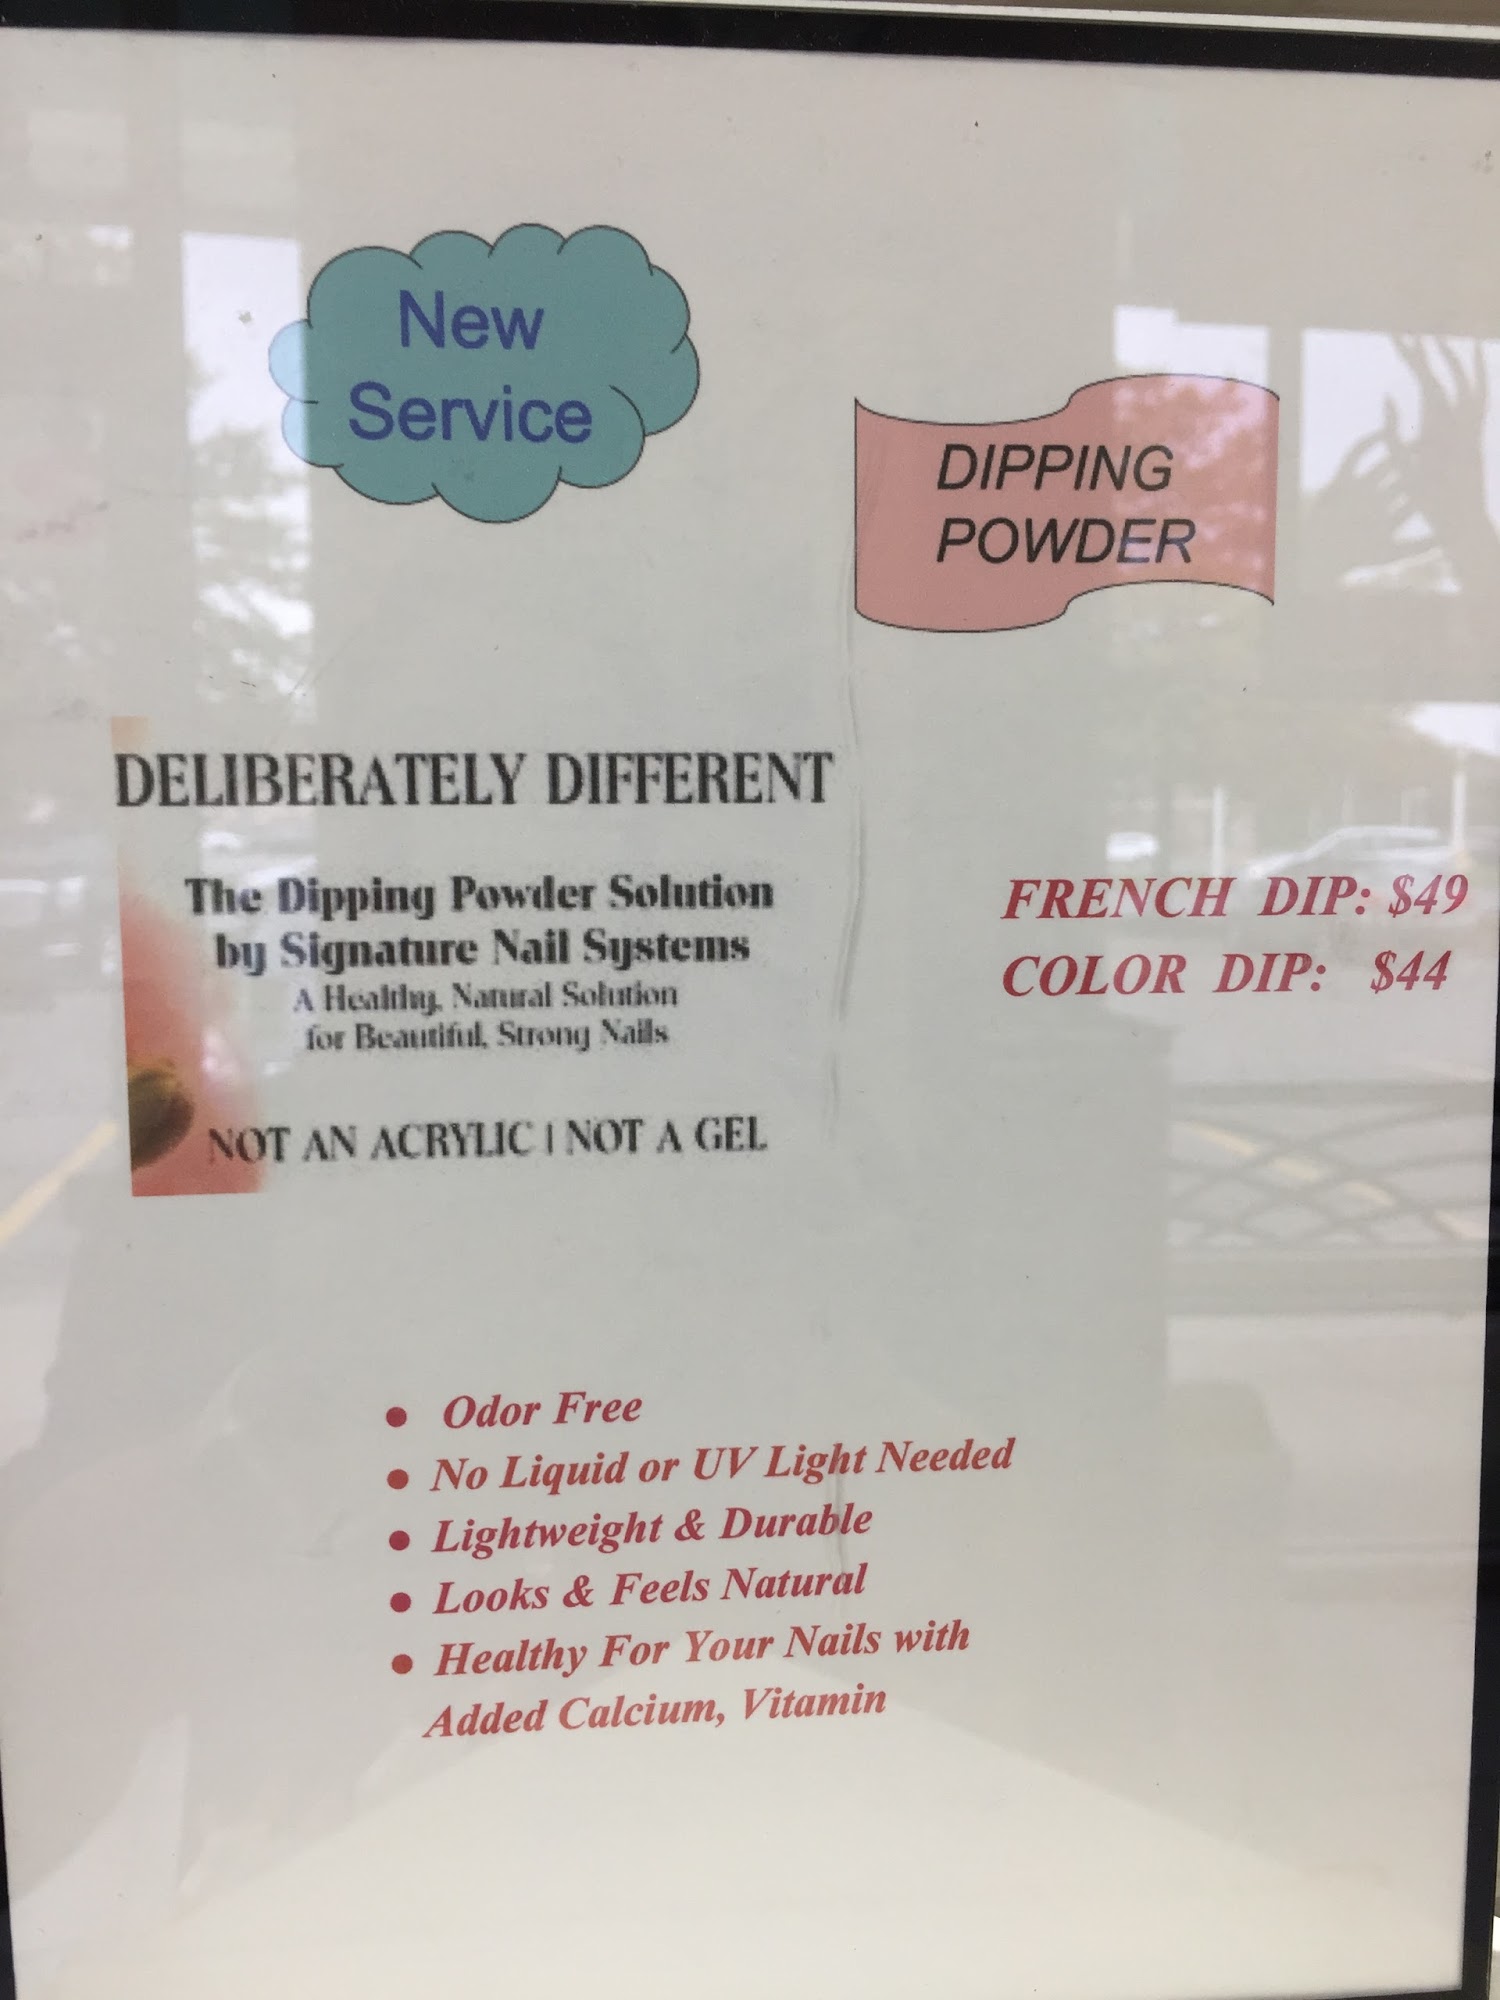 New
Service
DIPPING
POWDER
DELIBERATELY DIFFERENT
The Dipping Powder Solution
by Signature Nail Systems
A Healthy, Natural Solution
for Beautiful, Strong Nails
NOT AN ACRYLIC | NOT A GEL
FRENCH DIP: $49
COLOR DIP: $44
• Odor Free
• No Liquid or UV Light Needed
• Lightweight & Durable
• Looks & Feels Natural
• Healthy For Your Nails with
Added Calcium, Vitamin